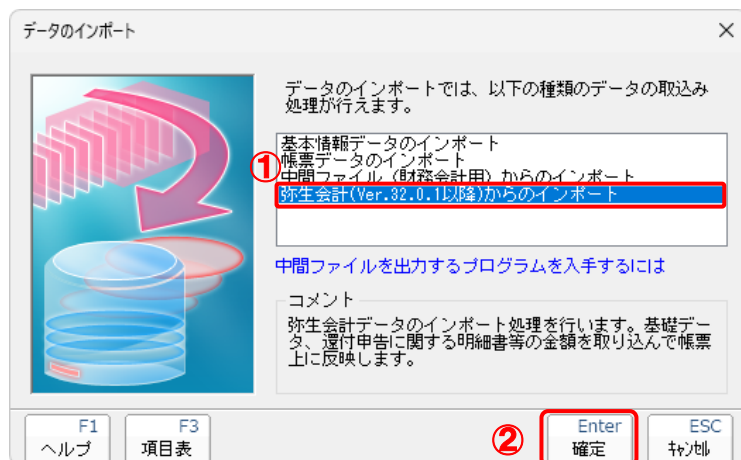 データのインポート
データのインポートでは、以下の種類のデータの取込み
処理が行えます。
基本情報データのインポート
帳票データのインポート
①
中間ファイル（財務会計用）からのインポート
弥生会計(Ver.32.0.1以降)からのインポート
中間ファイルを出力するプログラムを入手するには
コメント
弥生会計データのインポート処理を行います。基礎デー
タ、還付申告に関する明細書等の金額を取り込んで帳票
上に反映します。
F1 ヘルプ
F3 項目表
②
Enter 確定
ESC ｷｬﾝｾﾙ